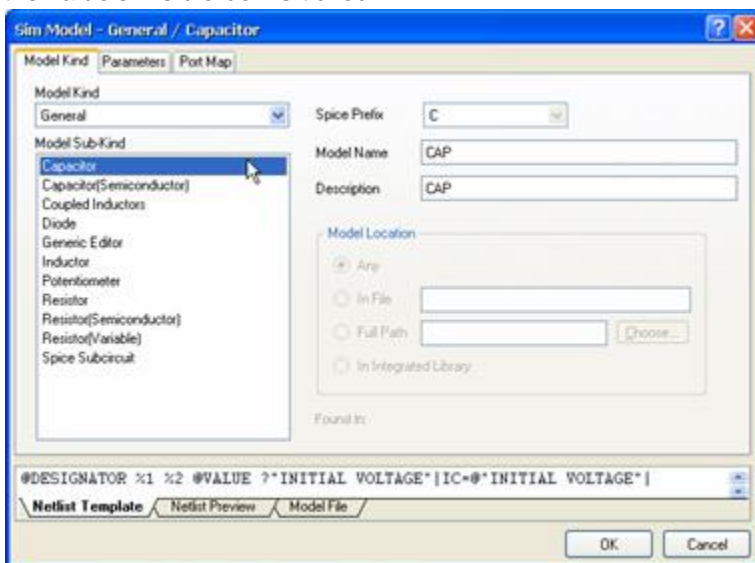 Sim Model - General / Capacitor
Model Kind Parameters Port Map
Model Kind
General
Model Sub-Kind
Capacitor
Capacitor(Semiconductor)
Coupled Inductors
Diode
Generic Editor
Inductor
Potentiometer
Resistor
Resistor(Semiconductor)
Resistor(Variable)
Spice Subcircuit
Spice Prefix C
Model Name CAP
Description CAP
Model Location
Any
In File
Full Path Choose...
In Integrated Library
Found In:
@DESIGNATOR %1 %2 @VALUE ?"INITIAL VOLTAGE"|IC=@"INITIAL VOLTAGE"|
Netlist Template Netlist Preview Model File
OK Cancel